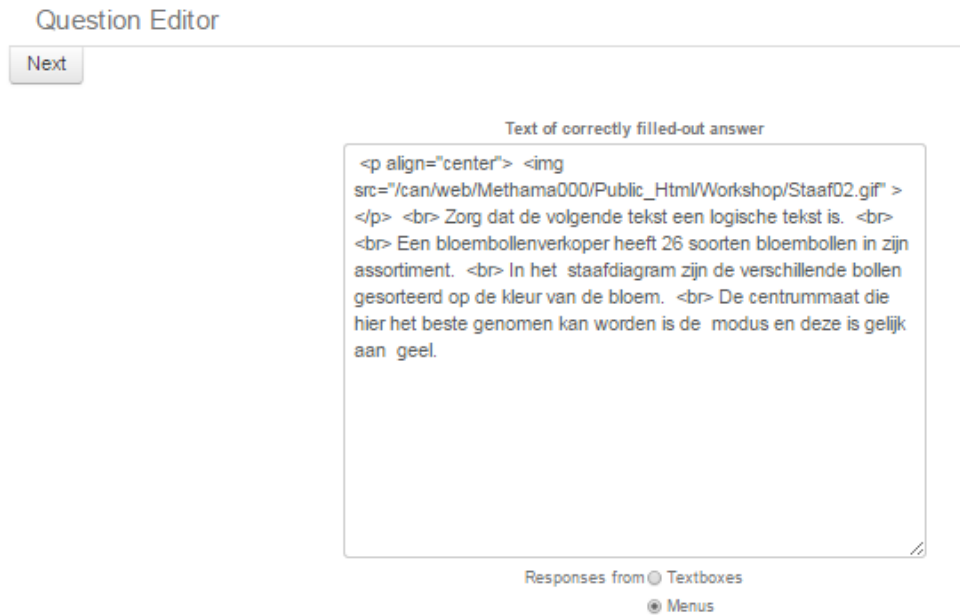 Question Editor
Next
Text of correctly filled-out answer
<p align="center"> <img
src="/can/web/Methama000/Public_Html/Workshop/Staaf02.gif" >
</p> <br> Zorg dat de volgende tekst een logische tekst is. <br>
<br> Een bloembollenverkoper heeft 26 soorten bloembollen in zijn
assortiment. <br> In het staafdiagram zijn de verschillende bollen
gesorteerd op de kleur van de bloem. <br> De centrummaat die
hier het beste genomen kan worden is de modus en deze is gelijk
aan geel.
Responses from Textboxes
Menus